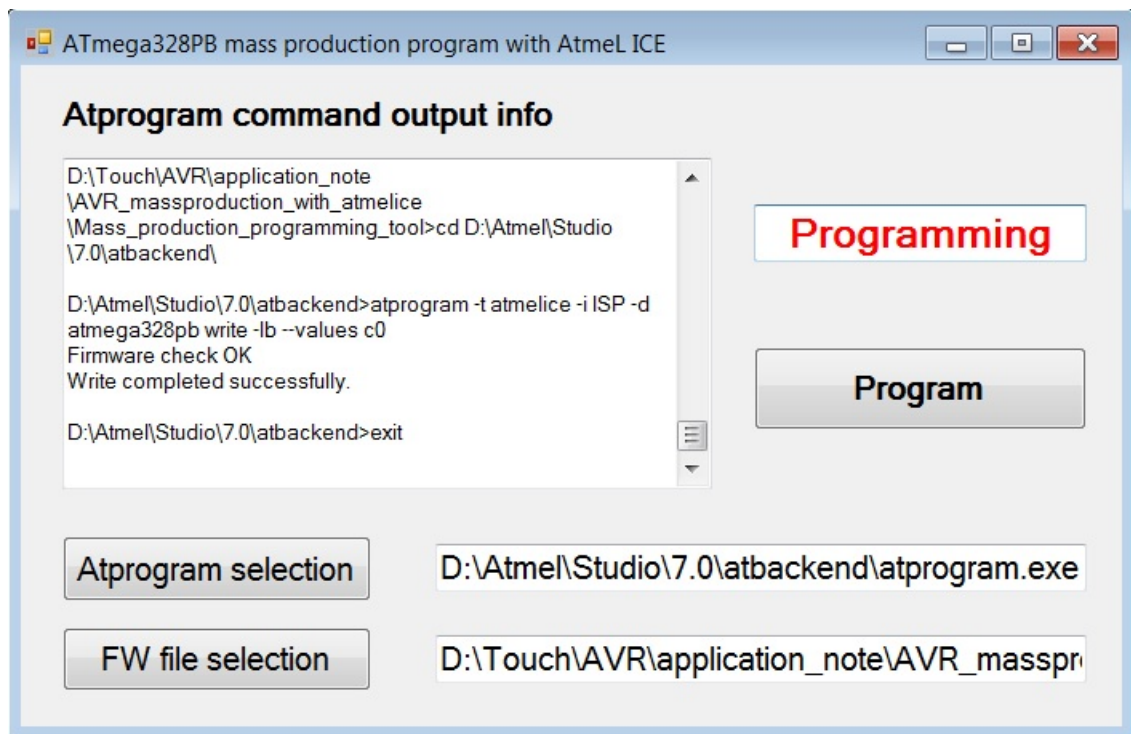 ATmega328PB mass production program with AtmeL ICE
Atprogram command output info
D:\Touch\AVR\application_note
\AVR_massproduction_with_atmelice
\Mass_production_programming_tool>cd D:\Atmel\Studio
\7.0\atbackend\
D:\Atmel\Studio\7.0\atbackend>atprogram -t atmelice -i ISP -d
atmega328pb write -lb --values c0
Firmware check OK
Write completed successfully.
D:\Atmel\Studio\7.0\atbackend>exit
Programming
Program
Atprogram selection
D:\Atmel\Studio\7.0\atbackend\atprogram.exe
FW file selection
D:\Touch\AVR\application_note\AVR_masspr